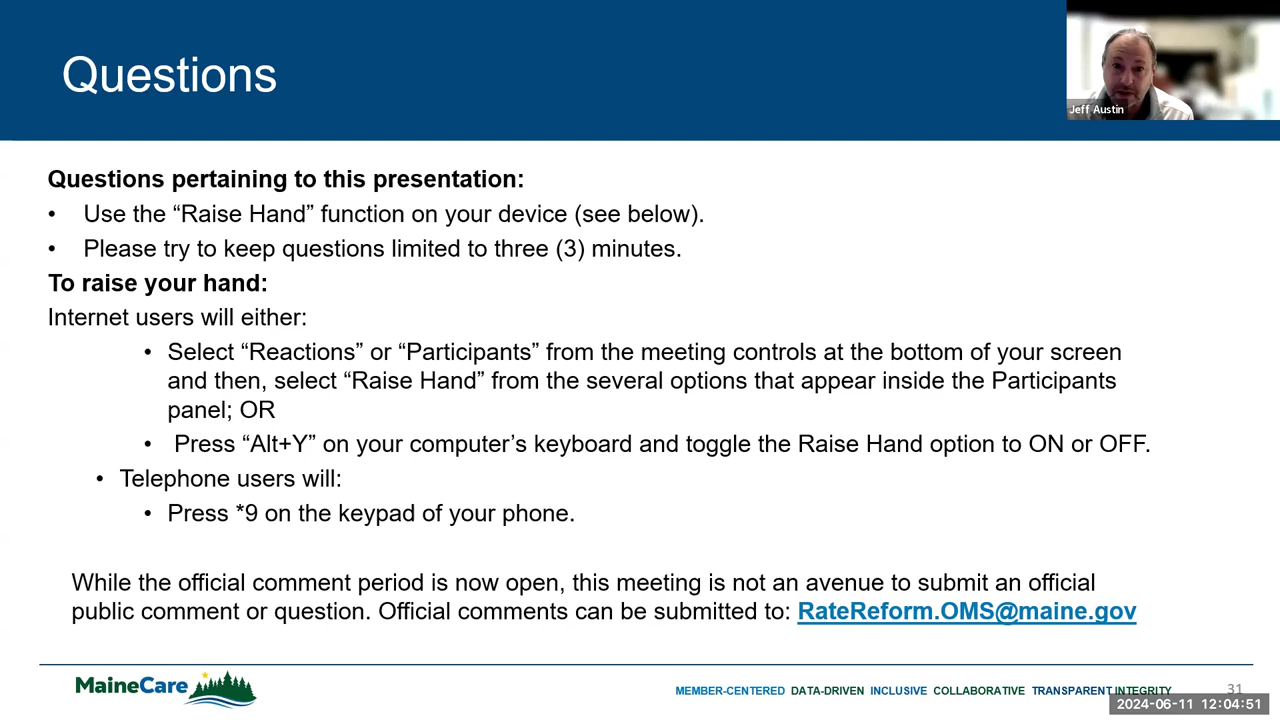 Questions
Jeff Austin
Questions pertaining to this presentation:
• Use the “Raise Hand” function on your device (see below).
• Please try to keep questions limited to three (3) minutes.
To raise your hand:
Internet users will either:
• Select “Reactions” or “Participants” from the meeting controls at the bottom of your screen
and then, select “Raise Hand” from the several options that appear inside the Participants
panel; OR
• Press “Alt+Y” on your computer’s keyboard and toggle the Raise Hand option to ON or OFF.
• Telephone users will:
• Press *9 on the keypad of your phone.
While the official comment period is now open, this meeting is not an avenue to submit an official
public comment or question. Official comments can be submitted to: RateReform.OMS@maine.gov
MaineCare
MEMBER-CENTERED DATA-DRIVEN INCLUSIVE COLLABORATIVE TRANSPARENT INTEGRITY
31
2024-06-11 12:04:51